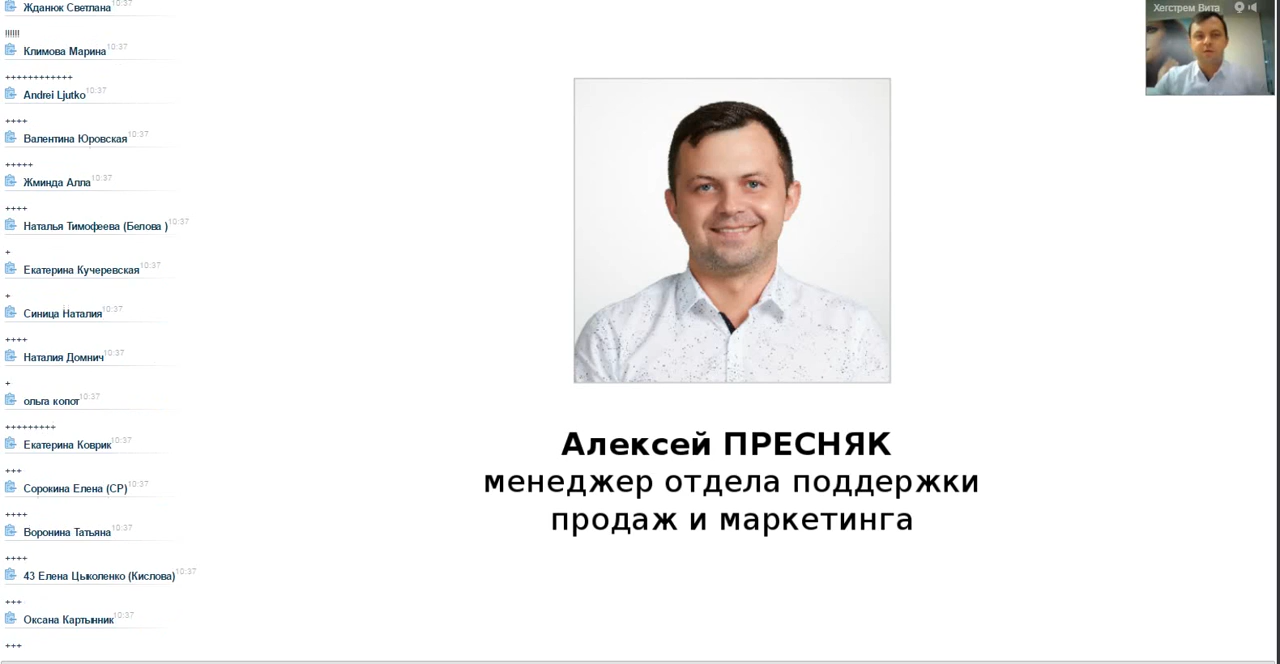 Жданюк Светлана 10:37
!!!!!!
Климова Марина 10:37
++++++++++++
Andrei Ljutko 10:37
++++
Валентина Юровская 10:37
+++++
Жминда Алла 10:37
++++
Наталья Тимофеева (Белова ) 10:37
+
Екатерина Кучеревская 10:37
+
Синица Наталия 10:37
++++
Наталия Домнич 10:37
+
ольга копот 10:37
+++++++++
Екатерина Коврик 10:37
+++
Сорокина Елена (СР) 10:37
++++
Воронина Татьяна 10:37
++++
43 Елена Цыколенко (Кислова) 10:37
+++
Оксана Картынник 10:37
+++
Алексей ПРЕСНЯК
менеджер отдела поддержки
продаж и маркетинга
Хегстрем Вита